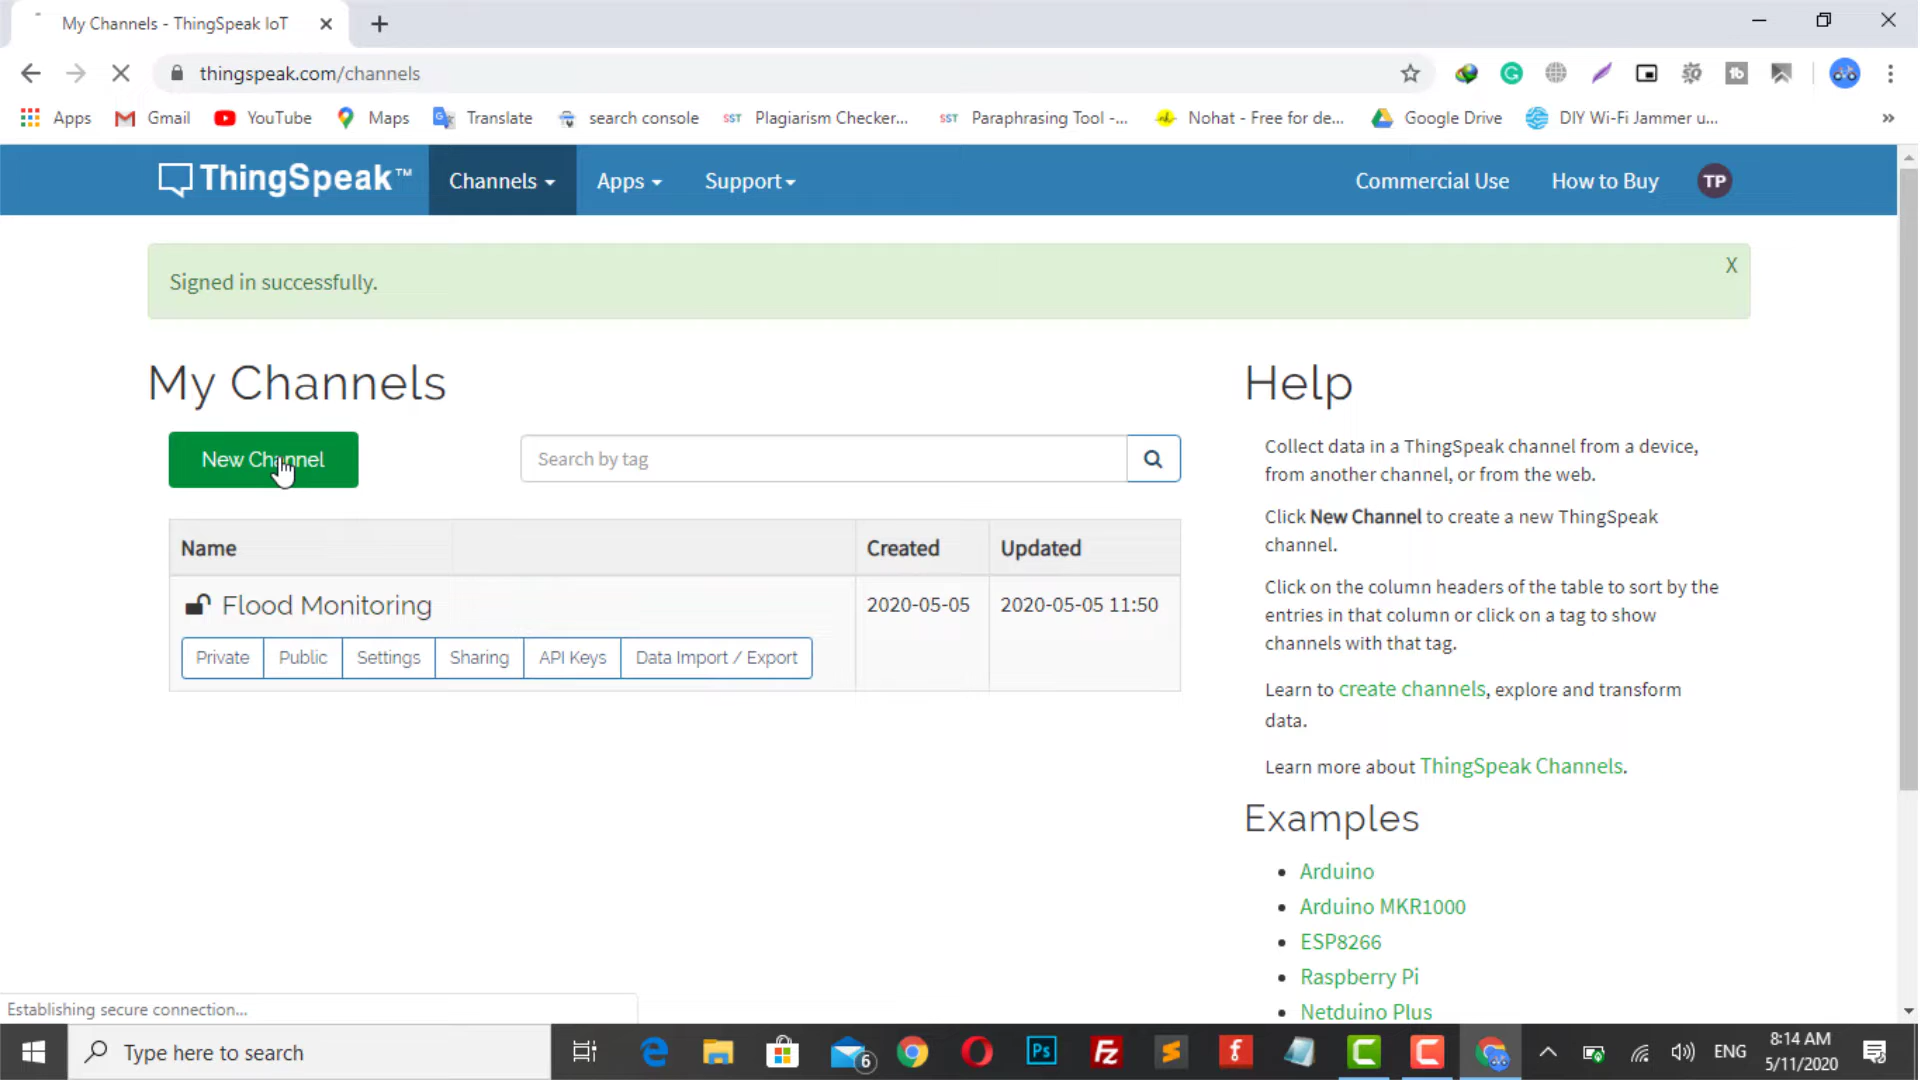 My Channels - ThingSpeak IoT
thingspeak.com/channels
Apps Gmail YouTube Maps Translate search console SST Plagiarism Checker... SST Paraphrasing Tool -... Nohat - Free for de... Google Drive DIY Wi-Fi Jammer u... »
ThingSpeak™ Channels Apps Support Commercial Use How to Buy TP
Signed in successfully. X
My Channels
New Channel
Search by tag
Name Created Updated
Flood Monitoring 2020-05-05 2020-05-05 11:50
Private Public Settings Sharing API Keys Data Import / Export
Help
Collect data in a ThingSpeak channel from a device,
from another channel, or from the web.
Click New Channel to create a new ThingSpeak
channel.
Click on the column headers of the table to sort by the
entries in that column or click on a tag to show
channels with that tag.
Learn to create channels, explore and transform
data.
Learn more about ThingSpeak Channels.
Examples
Arduino
Arduino MKR1000
ESP8266
Raspberry Pi
Netduino Plus
Establishing secure connection...
Type here to search
6
Ps
Fz
ENG
8:14 AM
5/11/2020